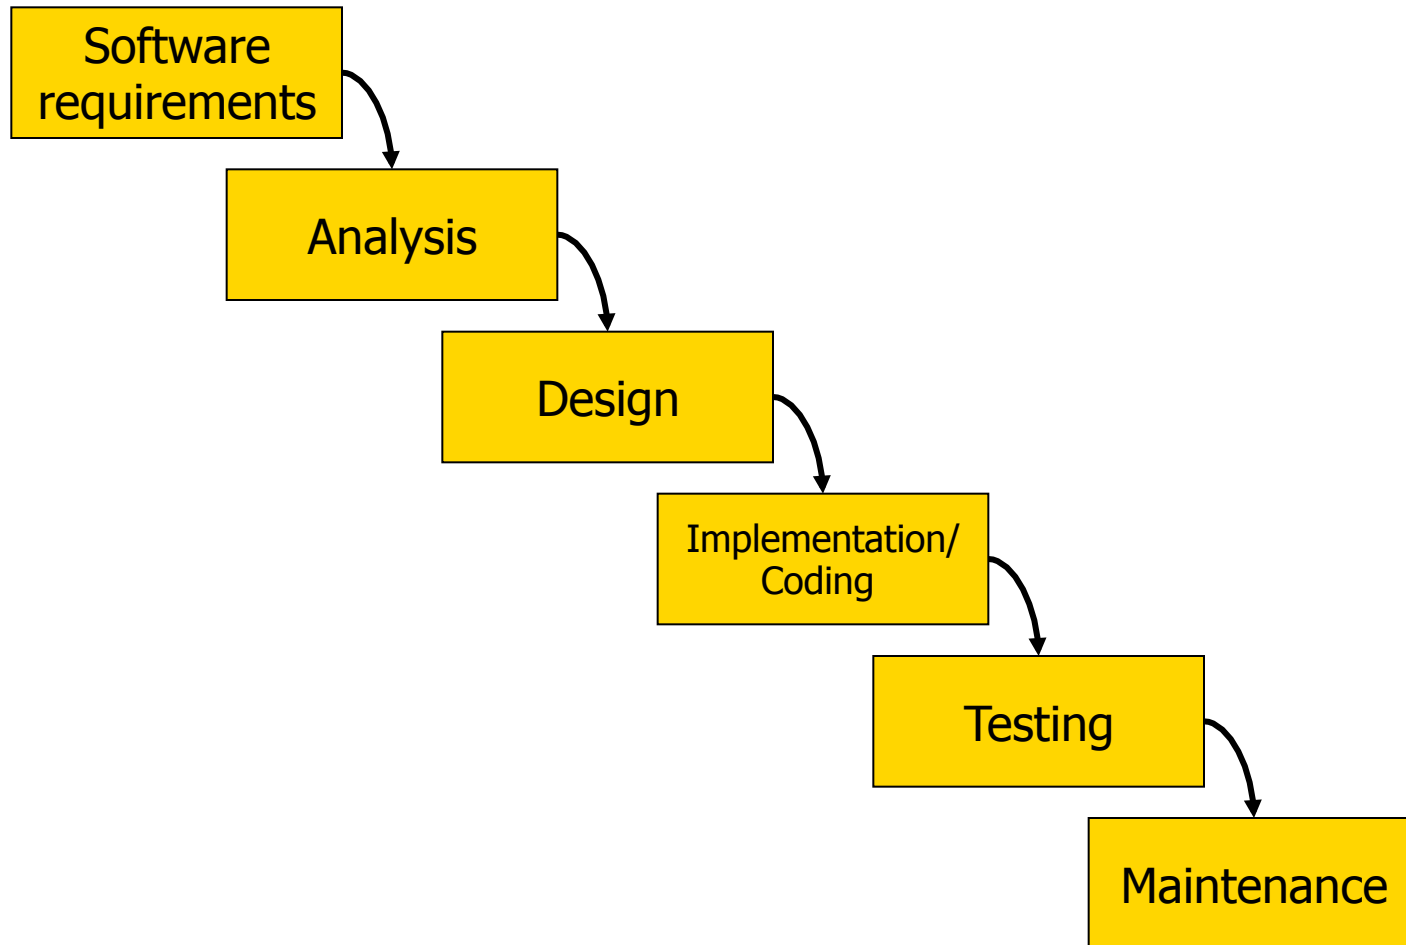 Software
requirements
Analysis
Design
Implementation/
Coding
Testing
Maintenance